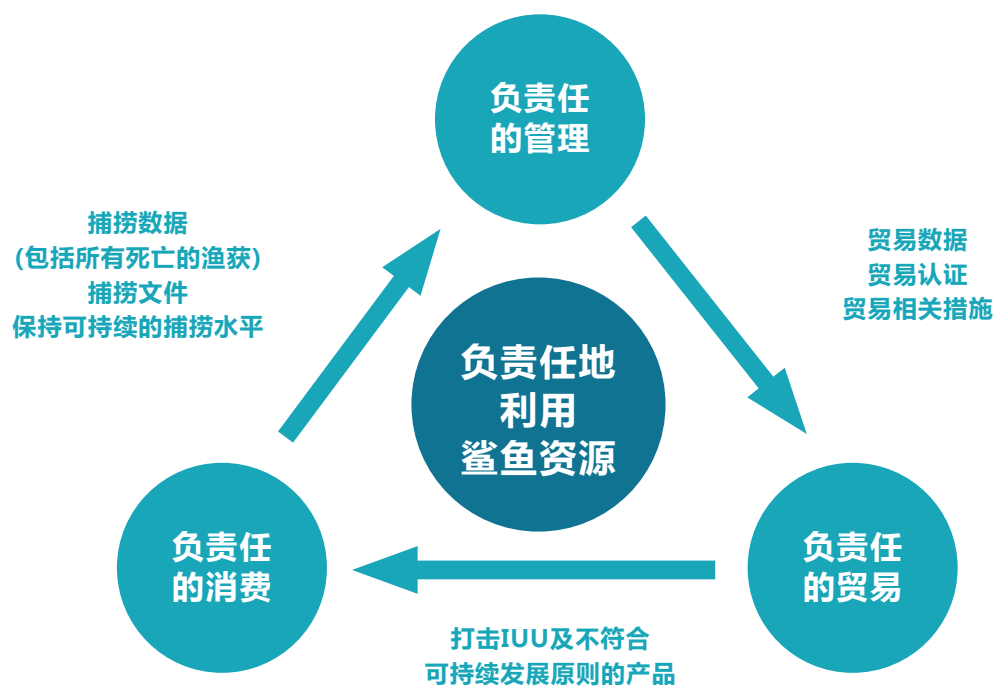 负责任
的管理
捕捞数据
(包括所有死亡的渔获)
捕捞文件
保持可持续的捕捞水平
贸易数据
贸易认证
贸易相关措施
负责任地
利用
鲨鱼资源
负责任
的消费
负责任
的贸易
打击IUU及不符合
可持续发展原则的产品